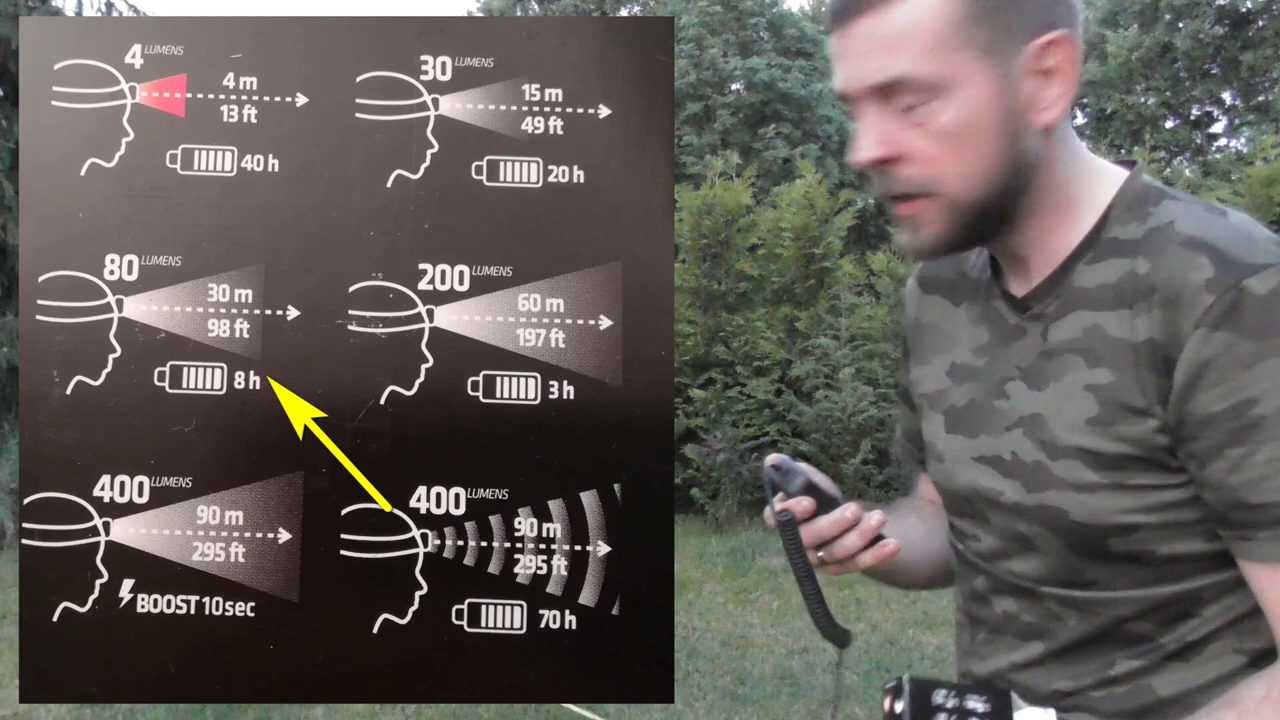 4 LUMENS
4 m
13 ft
40 h
30 LUMENS
15 m
49 ft
20 h
80 LUMENS
30 m
98 ft
8 h
200 LUMENS
60 m
197 ft
3 h
400 LUMENS
90 m
295 ft
BOOST 10sec
400 LUMENS
90 m
295 ft
70 h